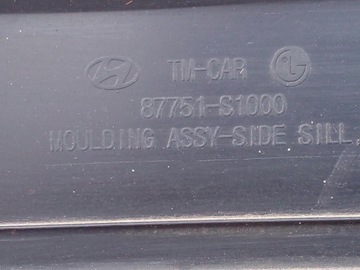 TM-CAR
87751-S1000
MOULDING ASSY-SIDE SILL,